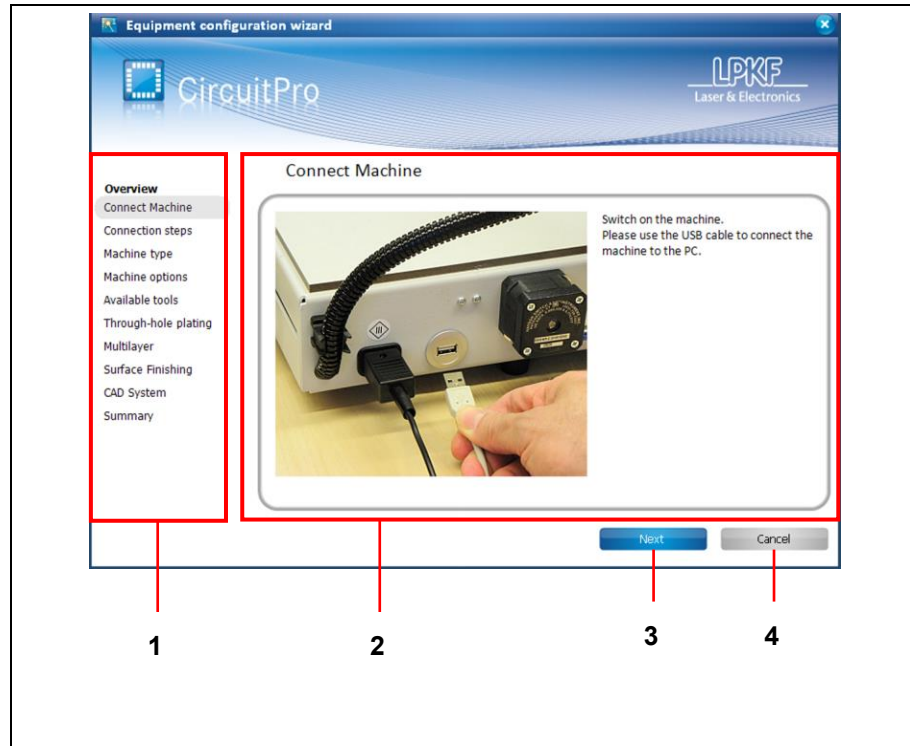 Equipment configuration wizard
CircuitPro
LPKF
Laser & Electronics
Connect Machine
Overview
Connect Machine
Connection steps
Machine type
Machine options
Available tools
Through-hole plating
Multilayer
Surface Finishing
CAD System
Summary
Switch on the machine.
Please use the USB cable to connect the
machine to the PC.
Next
Cancel
1
2
3
4